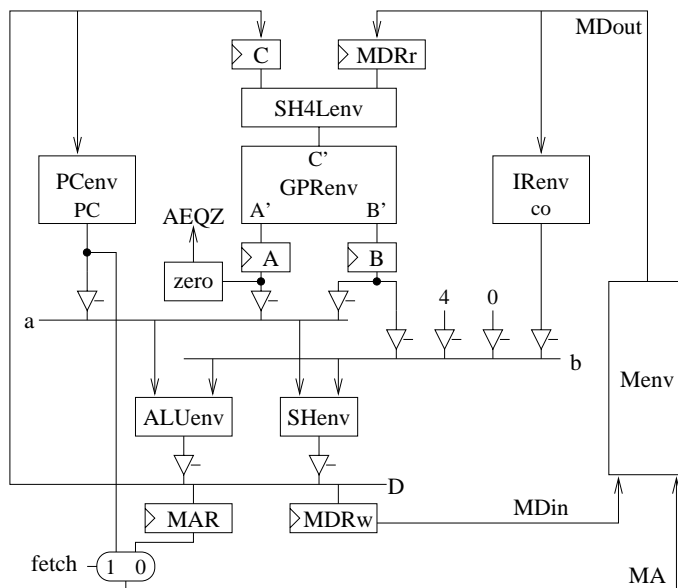 MDout
C
MDRr
SH4Lenv
C'
PCenv
GPRenv
IRenv
PC
co
A'
B'
AEQZ
A
B
zero
4
0
a
b
Menv
ALUenv
SHenv
D
MAR
MDRw
MDin
fetch
1 0
MA